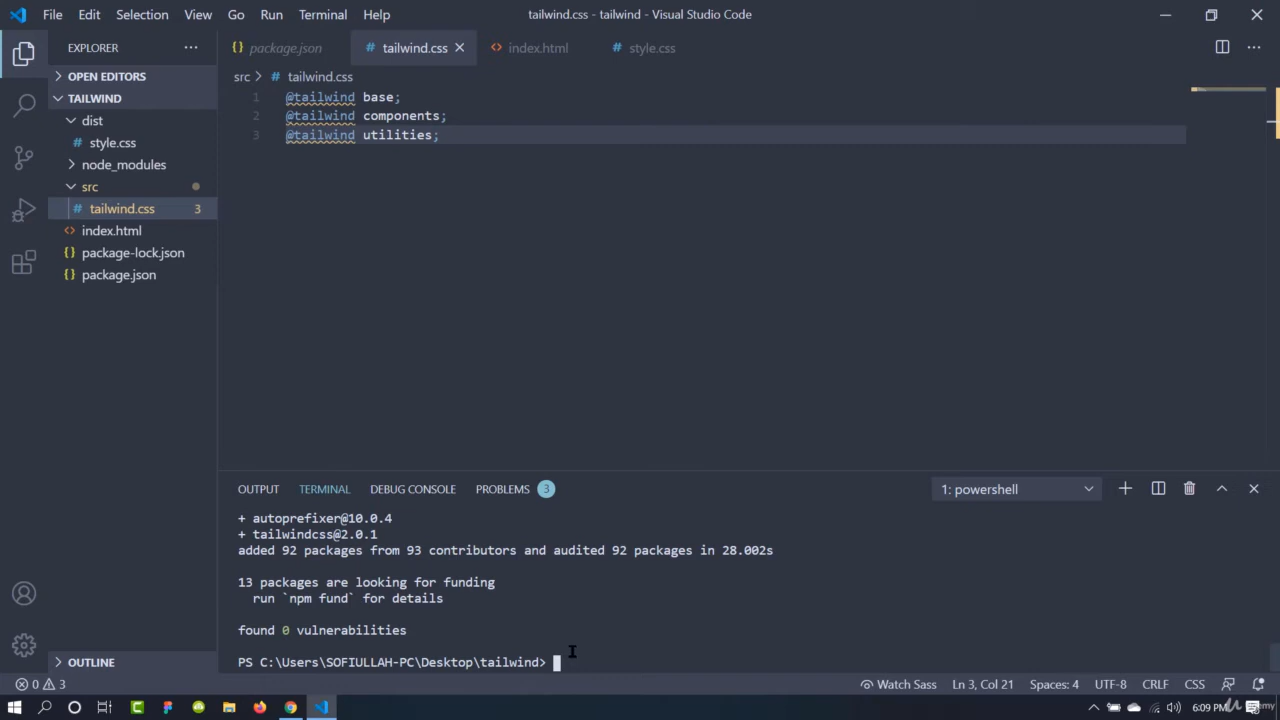 File Edit Selection View Go Run Terminal Help
tailwind.css - tailwind - Visual Studio Code
EXPLORER
{} package.json # tailwind.css <> index.html # style.css
OPEN EDITORS
TAILWIND
dist
# style.css
node_modules
src
# tailwind.css 3
<> index.html
{} package-lock.json
{} package.json
OUTLINE
src > # tailwind.css
1 @tailwind base;
2 @tailwind components;
3 @tailwind utilities;
OUTPUT TERMINAL DEBUG CONSOLE PROBLEMS 3
1: powershell
+ autoprefixer@10.0.4
+ tailwindcss@2.0.1
added 92 packages from 93 contributors and audited 92 packages in 28.002s
13 packages are looking for funding
run `npm fund` for details
found 0 vulnerabilities
PS C:\Users\SOFIULLAH-PC\Desktop\tailwind>
0 3
Watch Sass Ln 3, Col 21 Spaces: 4 UTF-8 CRLF CSS
6:09 PM
Udemy